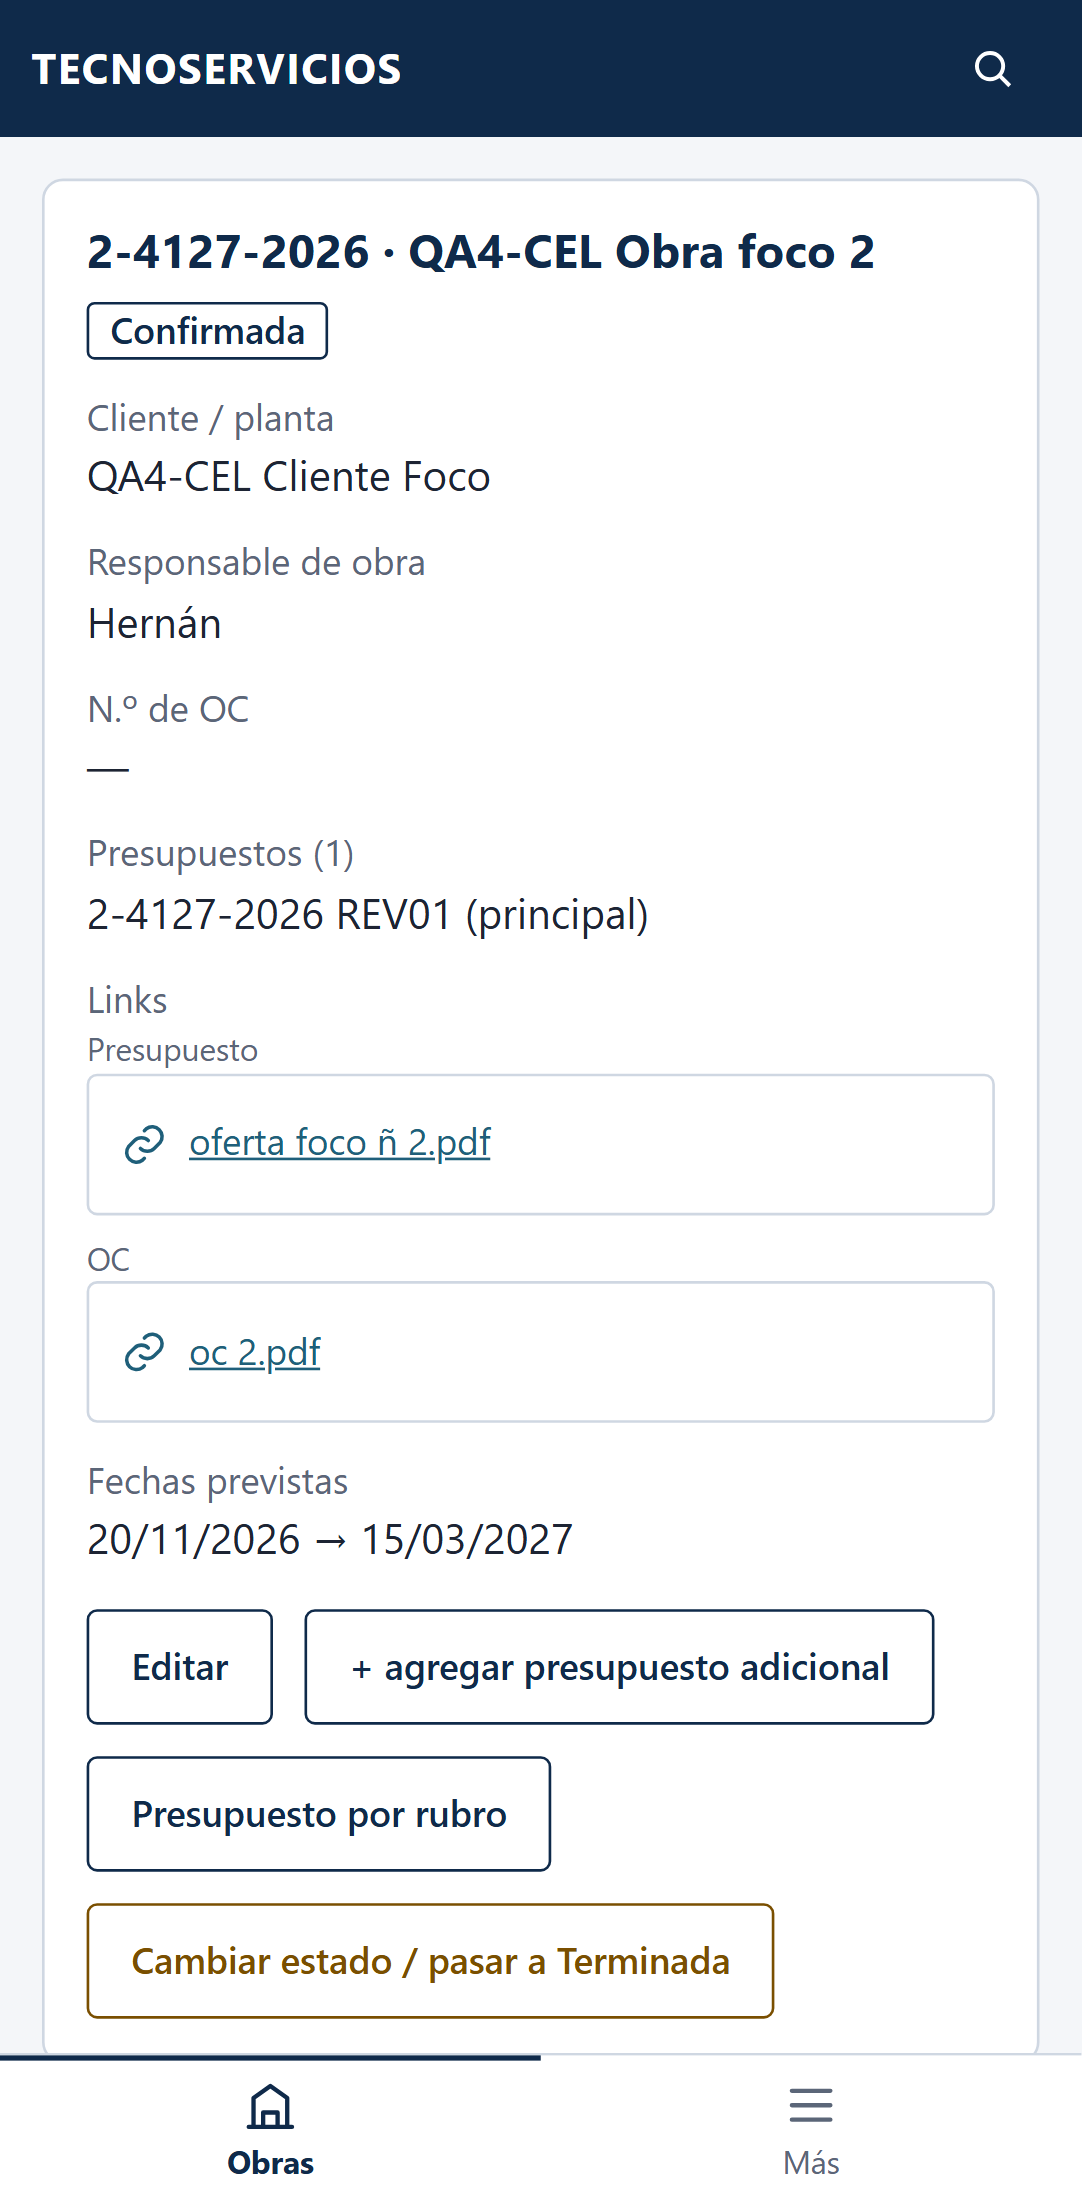 TECNOSERVICIOS
2-4127-2026 · QA4-CEL Obra foco 2
Confirmada
Cliente / planta
QA4-CEL Cliente Foco
Responsable de obra
Hernán
N.º de OC
—
Presupuestos (1)
2-4127-2026 REV01 (principal)
Links
Presupuesto
oferta foco ñ 2.pdf
OC
oc 2.pdf
Fechas previstas
20/11/2026 → 15/03/2027
Editar
+ agregar presupuesto adicional
Presupuesto por rubro
Cambiar estado / pasar a Terminada
Obras
Más